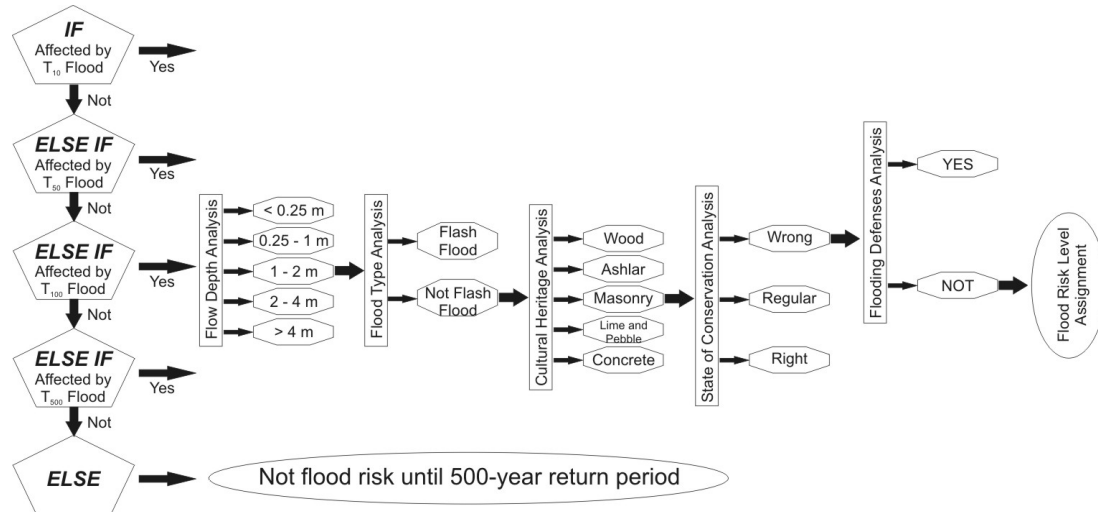 IF
Affected by
T10 Flood
Yes
Not
ELSE IF
Affected by
T50 Flood
Yes
Not
ELSE IF
Affected by
T100 Flood
Yes
Not
ELSE IF
Affected by
T500 Flood
Yes
Not
ELSE
Not flood risk until 500-year return period
Flow Depth Analysis
< 0.25 m
0.25 - 1 m
1 - 2 m
2 - 4 m
> 4 m
Flood Type Analysis
Flash
Flood
Not Flash
Flood
Cultural Heritage Analysis
Wood
Ashlar
Masonry
Lime and
Pebble
Concrete
State of Conservation Analysis
Wrong
Regular
Right
Flooding Defenses Analysis
YES
NOT
Flood Risk Level
Assignment